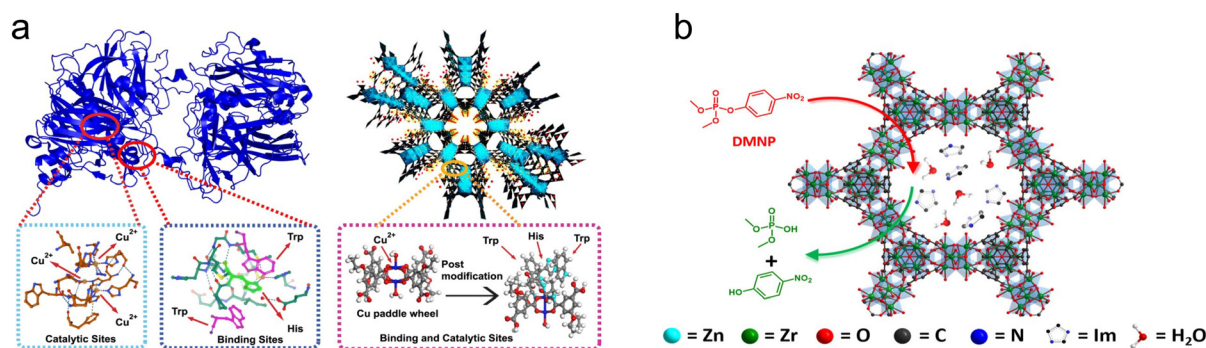 a
Cu2+
Cu2+
Cu2+
Catalytic Sites
Trp
Trp
His
Binding Sites
Cu2+
Cu paddle wheel
Post
modification
Trp
His
Trp
Binding and Catalytic Sites
b
O
P
O
O
O
NO2
DMNP
O
O
P
OH
O
+
HO
NO2
= Zn
= Zr
= O
= C
= N
= Im
= H2O